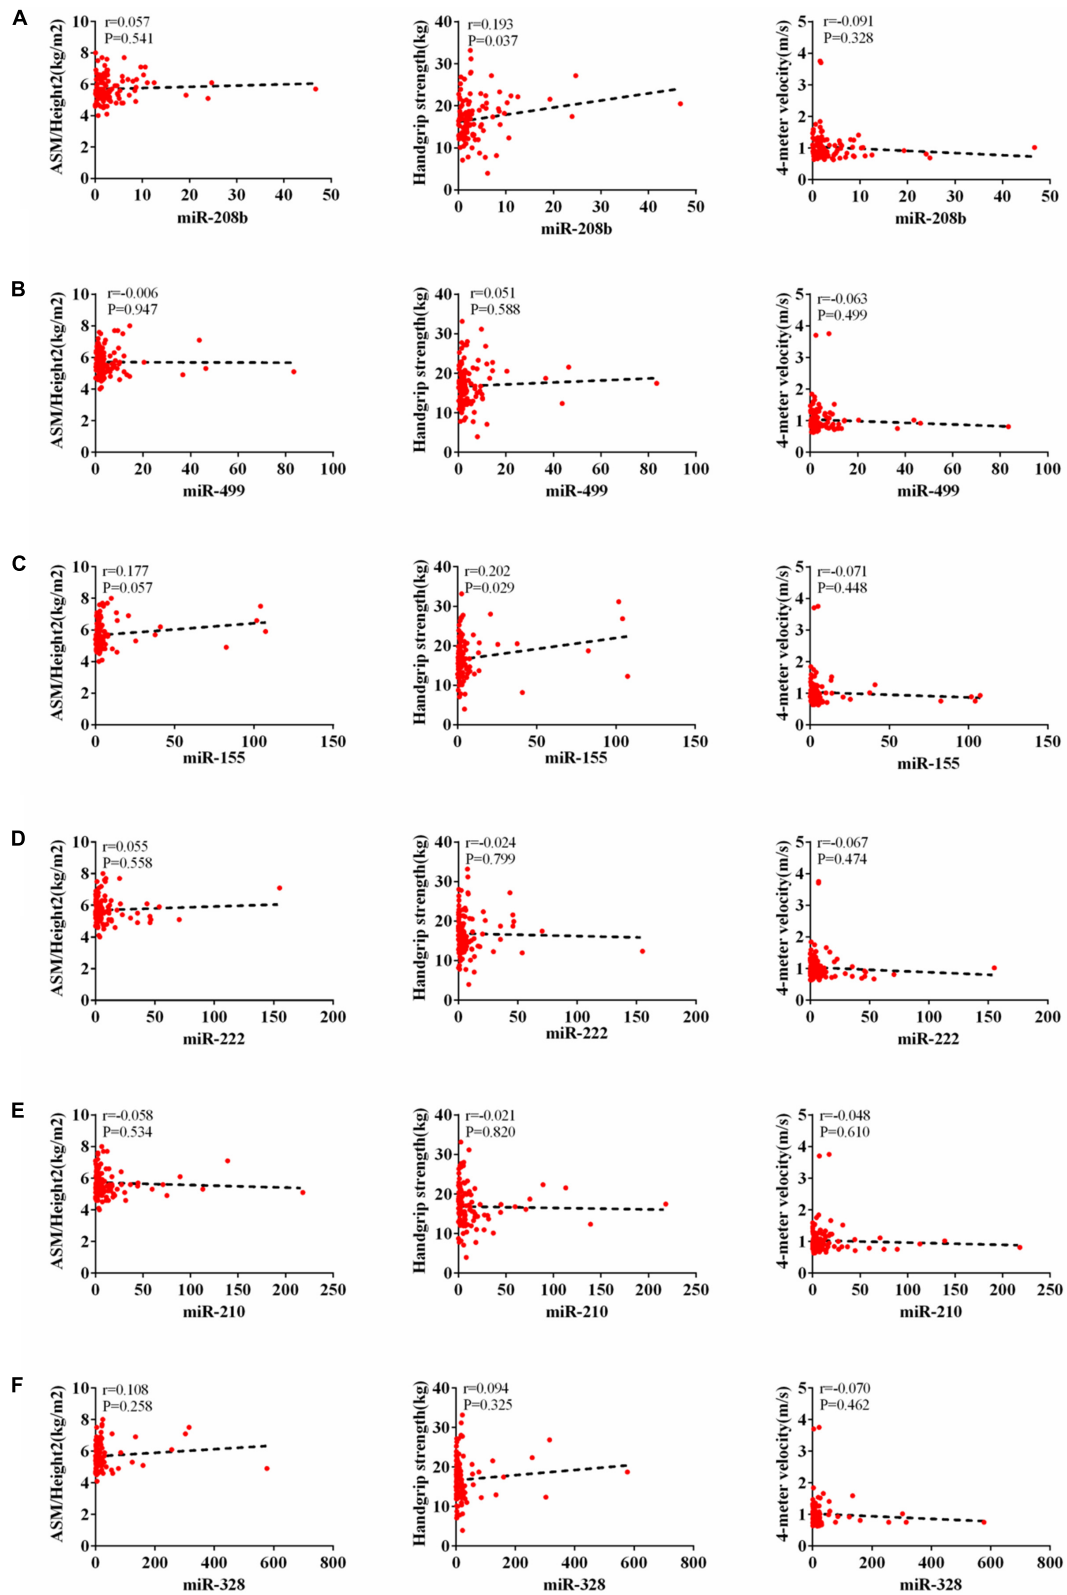 A
r=0.057
P=0.541
ASM/Height2(kg/m2)
10
8
6
4
2
0
0 10 20 30 40 50
miR-208b
r=0.193
P=0.037
Handgrip strength(kg)
40
30
20
10
0
0 10 20 30 40 50
miR-208b
r=-0.091
P=0.328
4-meter velocity(m/s)
5
4
3
2
1
0
0 10 20 30 40 50
miR-208b
B
r=-0.006
P=0.947
ASM/Height2(kg/m2)
10
8
6
4
2
0
0 20 40 60 80 100
miR-499
r=0.051
P=0.588
Handgrip strength(kg)
40
30
20
10
0
0 20 40 60 80 100
miR-499
r=-0.063
P=0.499
4-meter velocity(m/s)
5
4
3
2
1
0
0 20 40 60 80 100
miR-499
C
r=0.177
P=0.057
ASM/Height2(kg/m2)
10
8
6
4
2
0
0 50 100 150
miR-155
r=0.202
P=0.029
Handgrip strength(kg)
40
30
20
10
0
0 50 100 150
miR-155
r=-0.071
P=0.448
4-meter velocity(m/s)
5
4
3
2
1
0
0 50 100 150
miR-155
D
r=0.055
P=0.558
ASM/Height2(kg/m2)
10
8
6
4
2
0
0 50 100 150 200
miR-222
r=-0.024
P=0.799
Handgrip strength(kg)
40
30
20
10
0
0 50 100 150 200
miR-222
r=-0.067
P=0.474
4-meter velocity(m/s)
5
4
3
2
1
0
0 50 100 150 200
miR-222
E
r=-0.058
P=0.534
ASM/Height2(kg/m2)
10
8
6
4
2
0
0 50 100 150 200 250
miR-210
r=-0.021
P=0.820
Handgrip strength(kg)
40
30
20
10
0
0 50 100 150 200 250
miR-210
r=-0.048
P=0.610
4-meter velocity(m/s)
5
4
3
2
1
0
0 50 100 150 200 250
miR-210
F
r=0.108
P=0.258
ASM/Height2(kg/m2)
10
8
6
4
2
0
0 200 400 600 800
miR-328
r=0.094
P=0.325
Handgrip strength(kg)
40
30
20
10
0
0 200 400 600 800
miR-328
r=-0.070
P=0.462
4-meter velocity(m/s)
5
4
3
2
1
0
0 200 400 600 800
miR-328